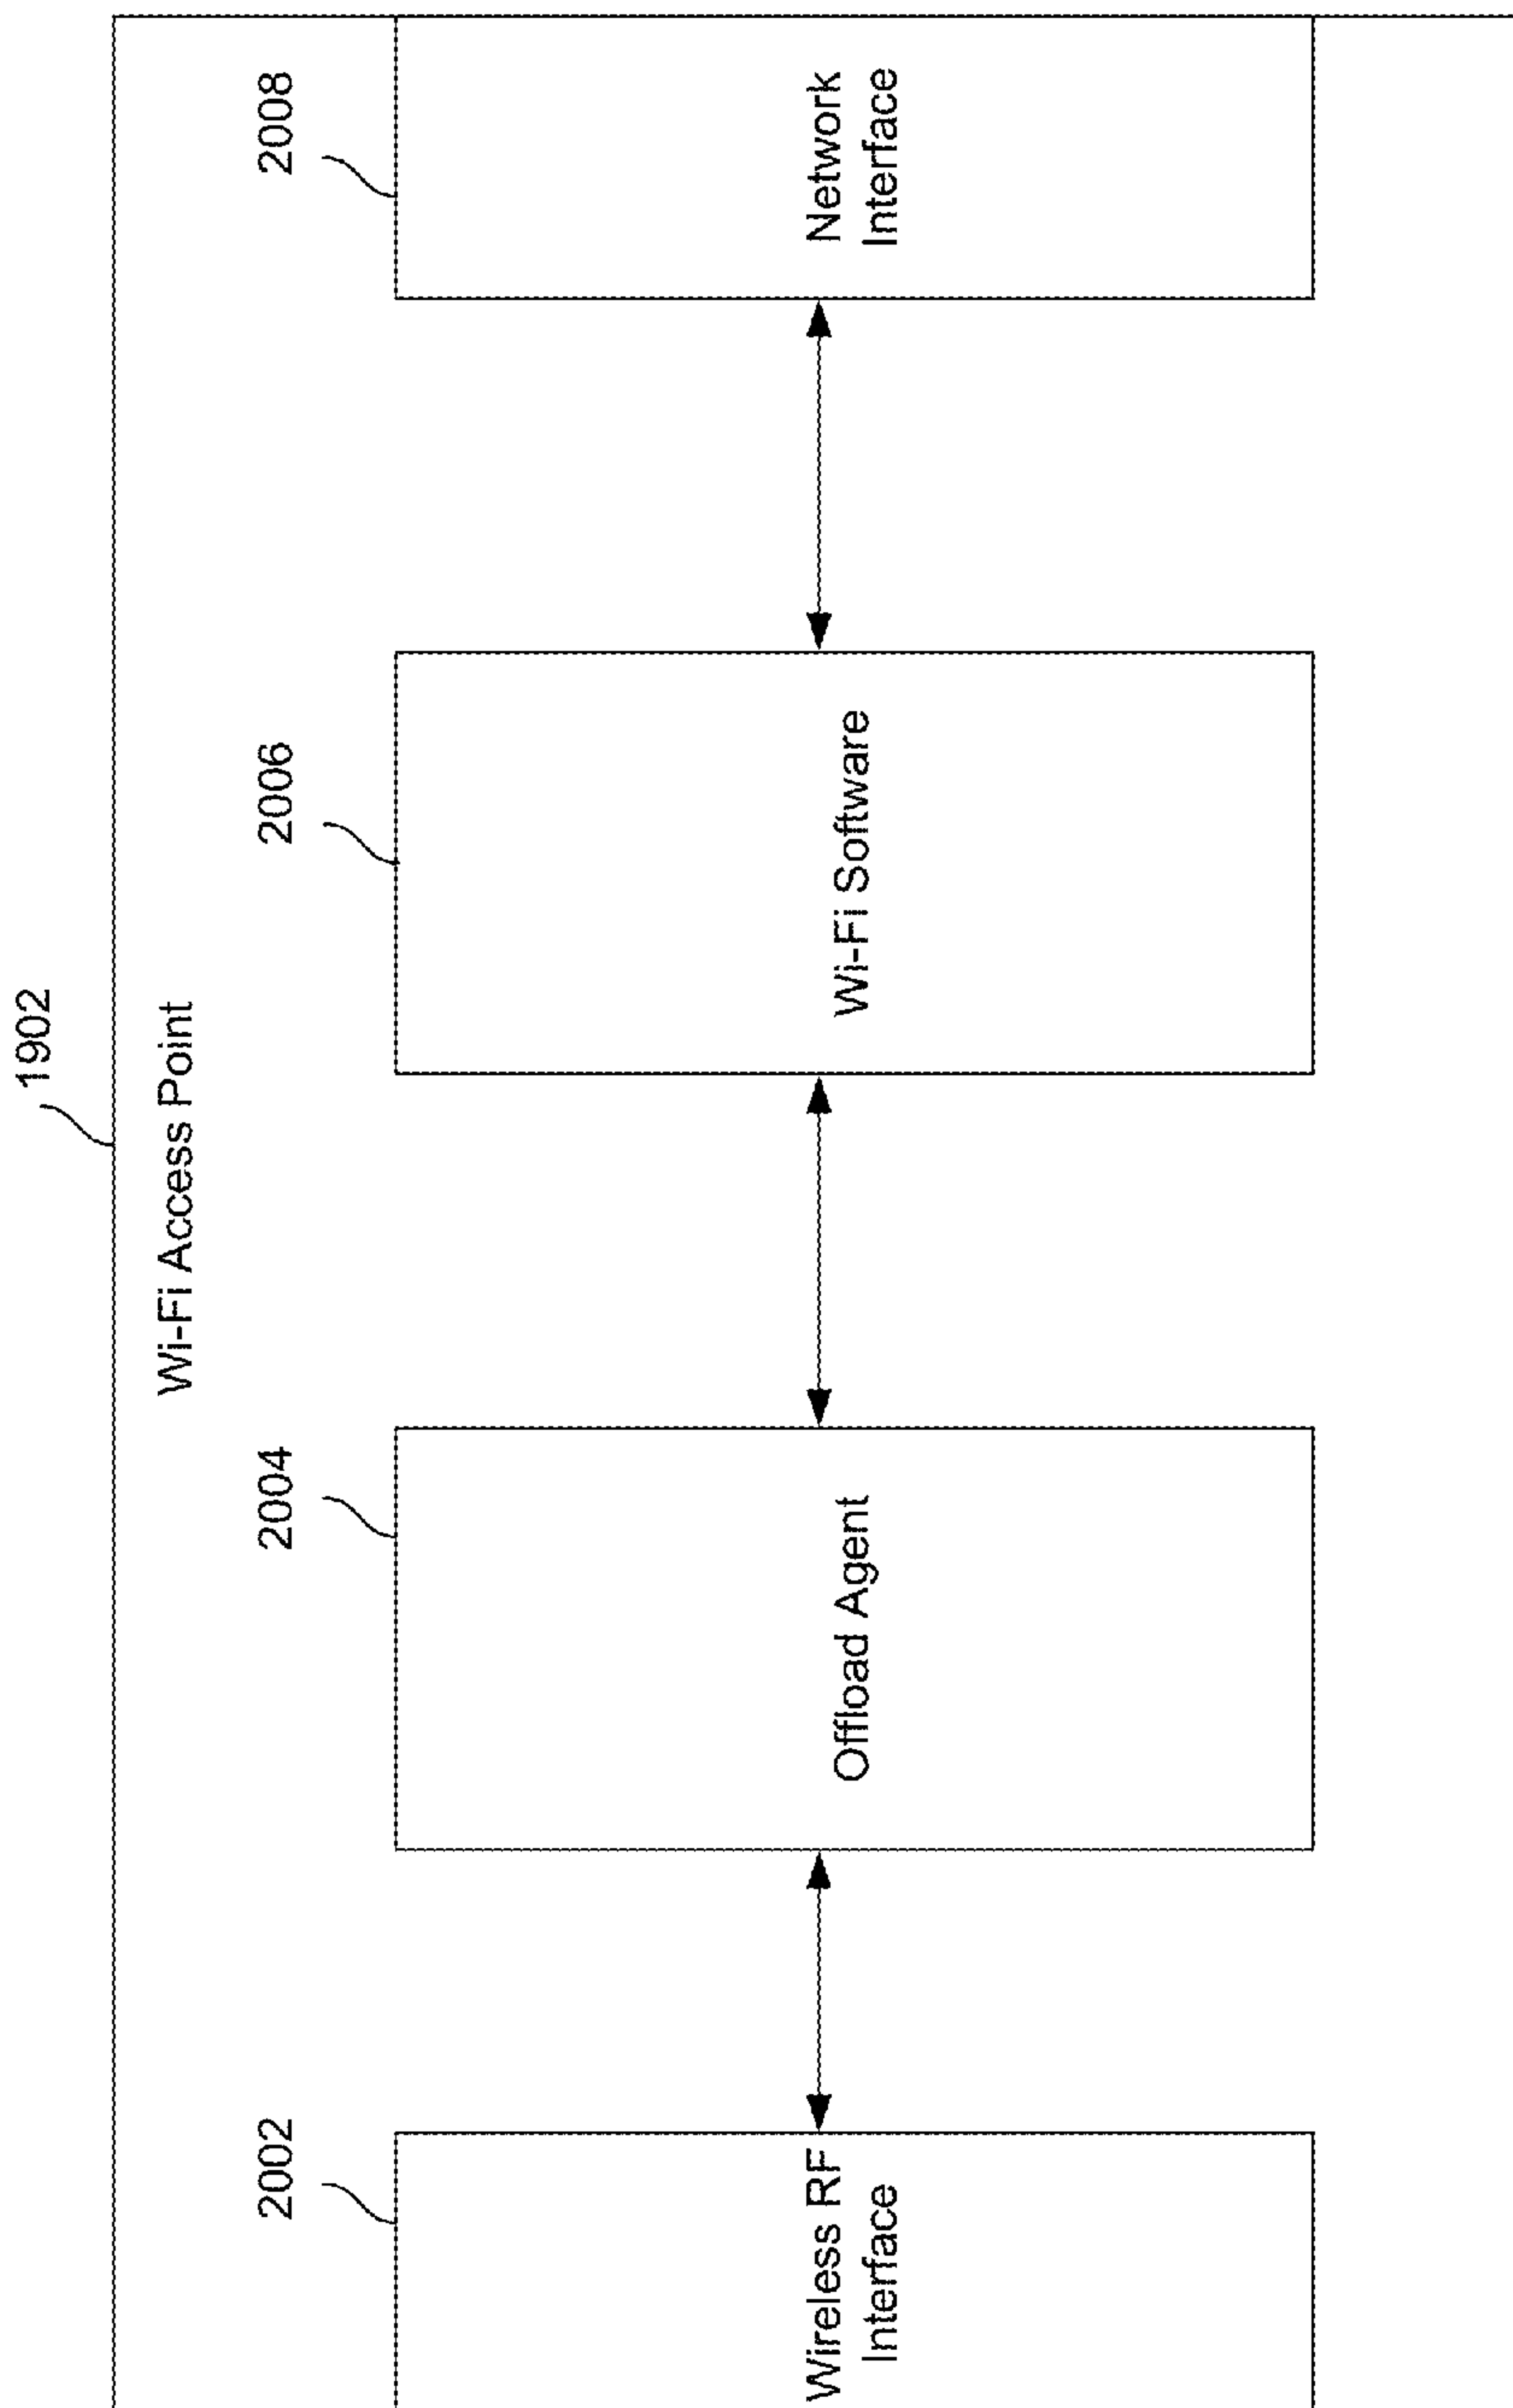 1902
Wi-Fi Access Point
2002
2004
2006
2008
Wireless RF
Interface
Offload Agent
Wi-Fi Software
Network
Interface